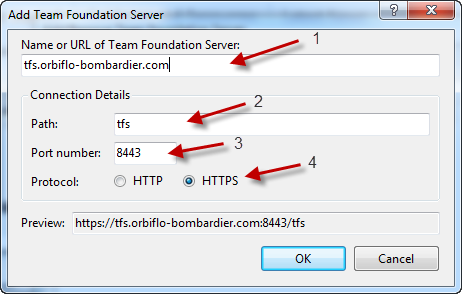 Add Team Foundation Server
Name or URL of Team Foundation Server:
1
tfs.orbiflo-bombardier.com
Connection Details
2
Path: tfs
3
Port number: 8443
4
Protocol: HTTP HTTPS
Preview: https://tfs.orbiflo-bombardier.com:8443/tfs
OK Cancel